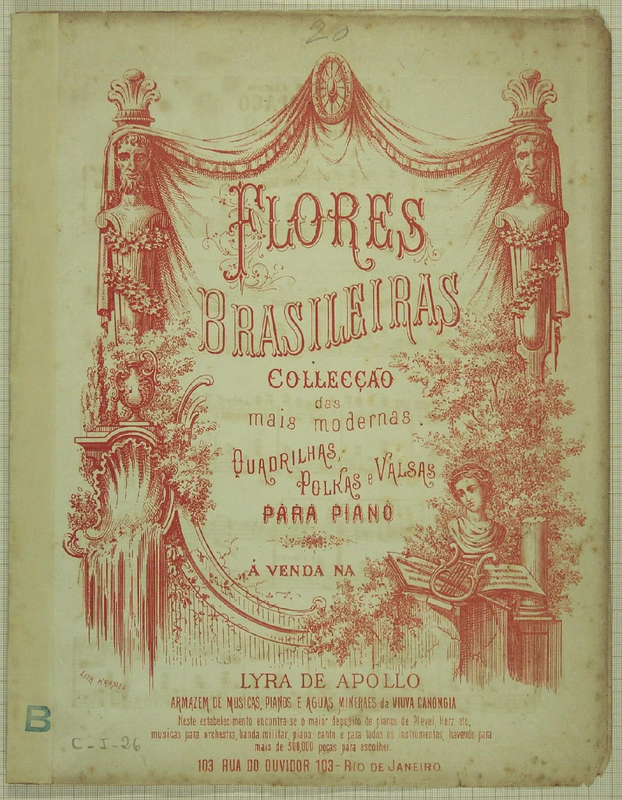 20
FLORES
BRASILEIRAS
COLLECÇÃO
das
mais modernas.
QUADRILHAS,
POLKAS e VALSAS
PARA PIANO
Á VENDA NA
LYRA DE APOLLO
ARMAZEM DE MUSICAS, PIANOS E AGUAS MINERAES da VIUVA CANONGIA
Neste estabelecimento encontra-se o maior deposito de pianos de Pleyel, Herz, etc,
musicas para orchestra, banda militar, piano, canto e para todos os instrumentos, havendo para
mais de 500,000 peças para escolher.
103 RUA DO OUVIDOR 103 - RIO DE JANEIRO.
LITH
B
C-I-26